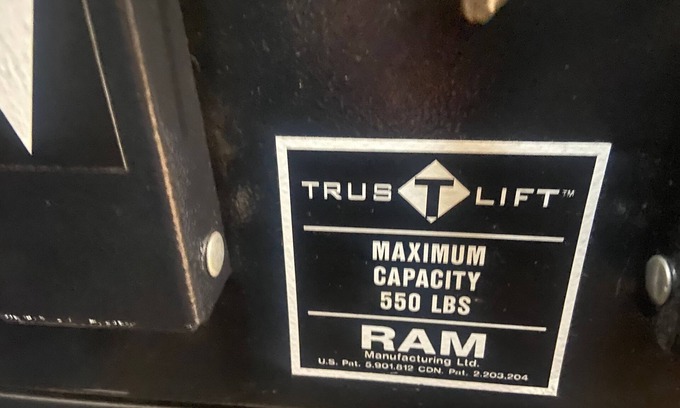 TRUS T LIFT™
MAXIMUM
CAPACITY
550 LBS
RAM
Manufacturing Ltd.
U.S. Pat. 5.901.812 CDN. Pat. 2.203.204